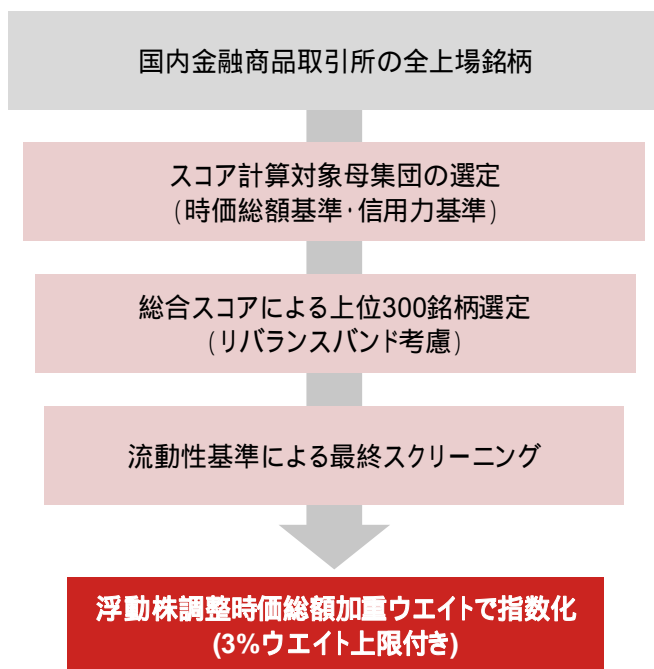 国内金融商品取引所の全上場銘柄
スコア計算対象母集団の選定
(時価総額基準・信用力基準)
総合スコアによる上位300銘柄選定
(リバランスバンド考慮)
流動性基準による最終スクリーニング
浮動株調整時価総額加重ウエイトで指数化
(3%ウエイト上限付き)